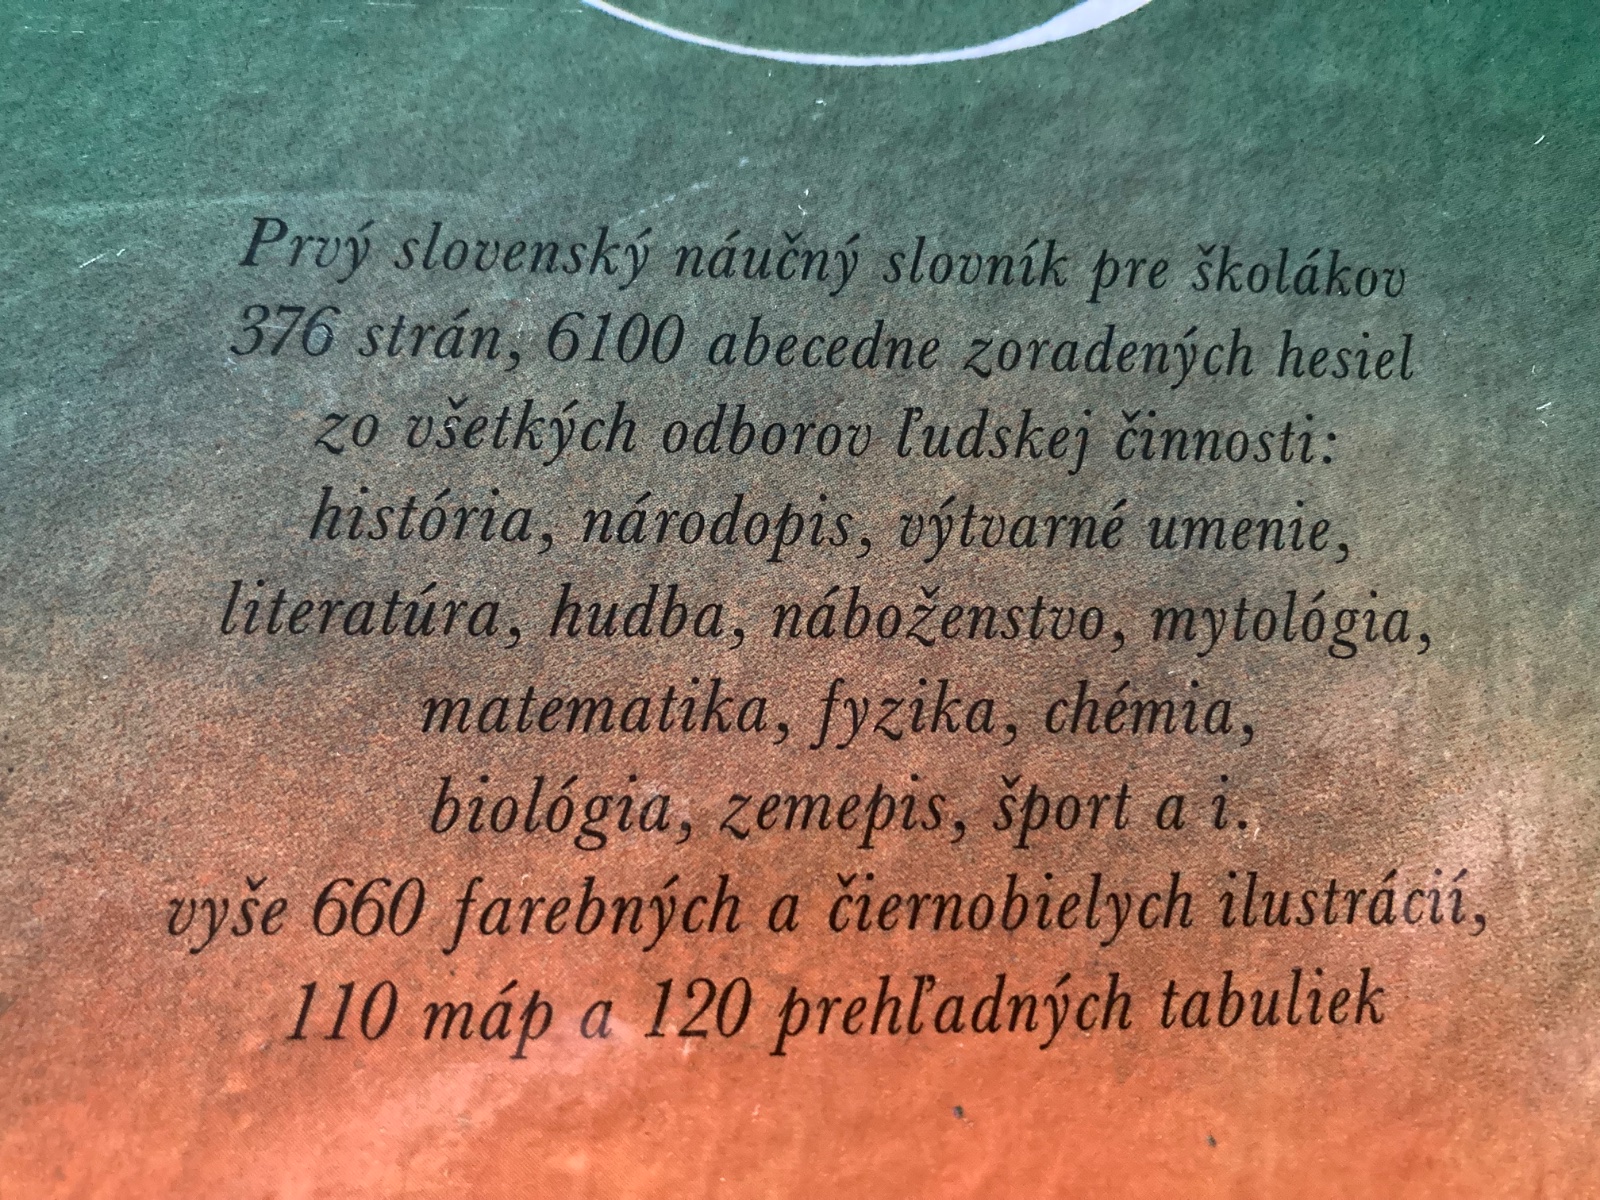 Prvý slovenský náučný slovník pre školákov
376 strán, 6100 abecedne zoradených hesiel
zo všetkých odborov ľudskej činnosti:
história, národopis, výtvarné umenie,
literatúra, hudba, náboženstvo, mytológia,
matematika, fyzika, chémia,
biológia, zemepis, šport a i.
vyše 660 farebných a čiernobielych ilustrácií,
110 máp a 120 prehľadných tabuliek